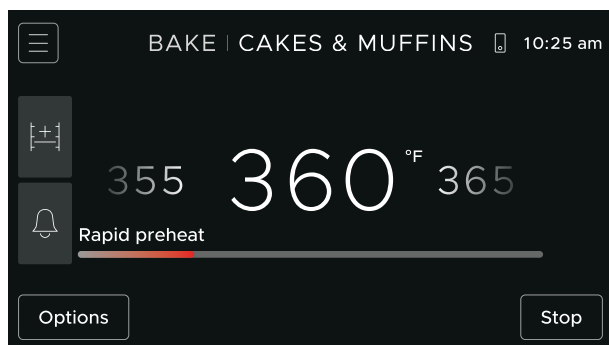 BAKE | CAKES & MUFFINS 10:25 am
355 360 °F 365
Rapid preheat
Options Stop